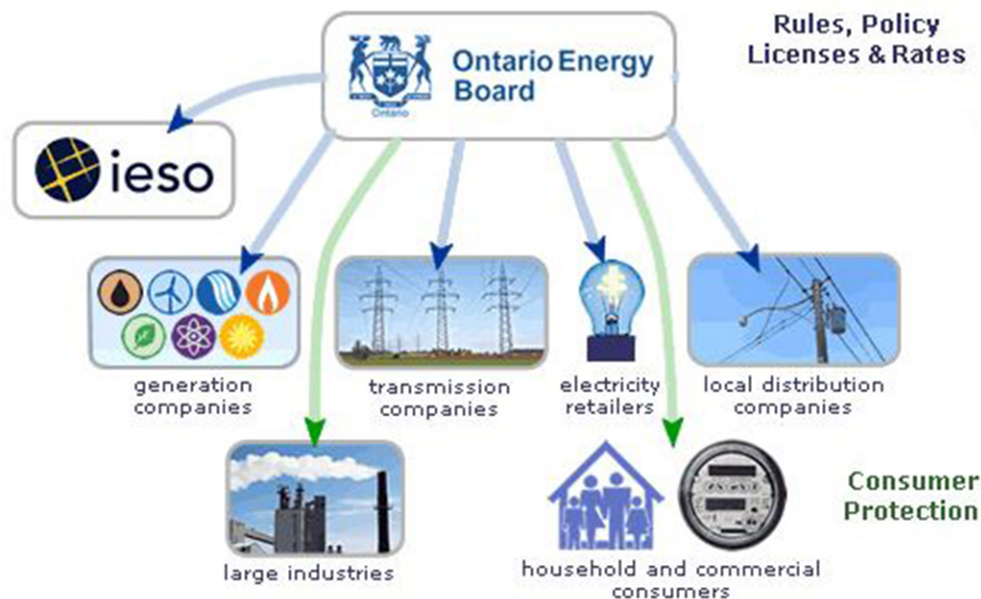 Rules, Policy
Licenses & Rates
Ontario Energy
Board
Ontario
ieso
generation
companies
transmission
companies
electricity
retailers
local distribution
companies
large industries
household and commercial
consumers
Consumer
Protection